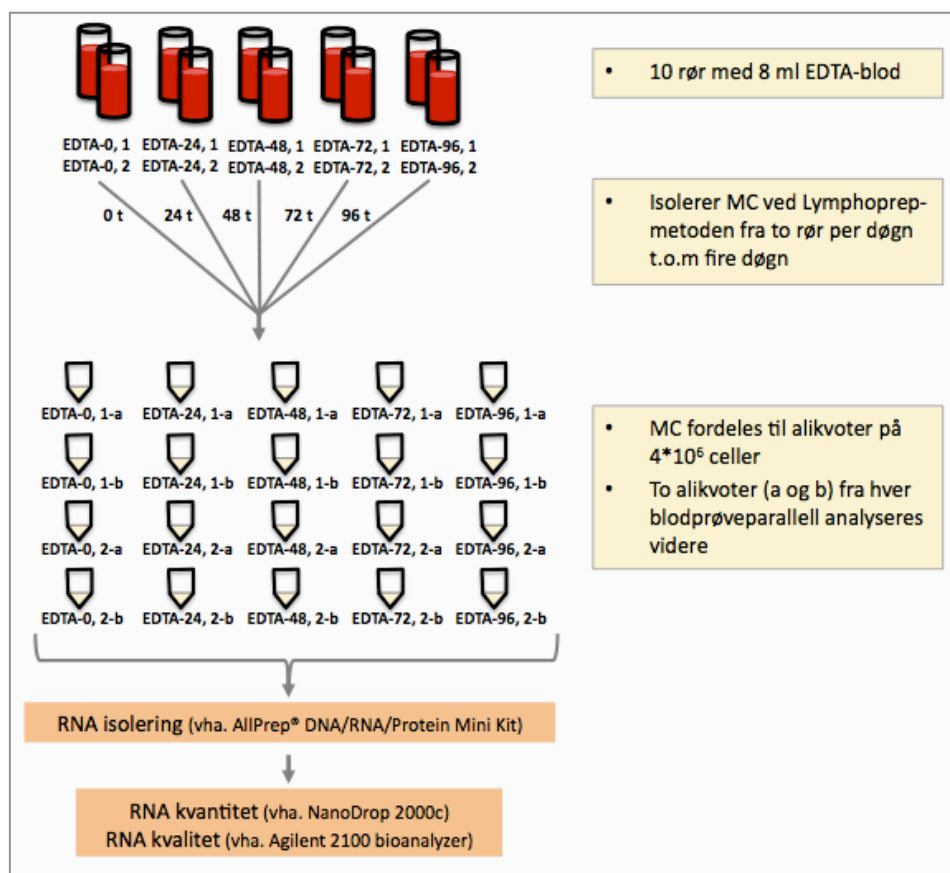 • 10 rør med 8 ml EDTA-blod
EDTA-0, 1 EDTA-24, 1 EDTA-48, 1 EDTA-72, 1 EDTA-96, 1
EDTA-0, 2 EDTA-24, 2 EDTA-48, 2 EDTA-72, 2 EDTA-96, 2
0 t 24 t 48 t 72 t 96 t
• Isolerer MC ved Lymphoprep-
metoden fra to rør per døgn
t.o.m fire døgn
EDTA-0, 1-a EDTA-24, 1-a EDTA-48, 1-a EDTA-72, 1-a EDTA-96, 1-a
EDTA-0, 1-b EDTA-24, 1-b EDTA-48, 1-b EDTA-72, 1-b EDTA-96, 1-b
EDTA-0, 2-a EDTA-24, 2-a EDTA-48, 2-a EDTA-72, 2-a EDTA-96, 2-a
EDTA-0, 2-b EDTA-24, 2-b EDTA-48, 2-b EDTA-72, 2-b EDTA-96, 2-b
• MC fordeles til alikvoter på
4*10⁶ celler
• To alikvoter (a og b) fra hver
blodprøveparallell analyseres
videre
RNA isolering (vha. AllPrep® DNA/RNA/Protein Mini Kit)
RNA kvantitet (vha. NanoDrop 2000c)
RNA kvalitet (vha. Agilent 2100 bioanalyzer)